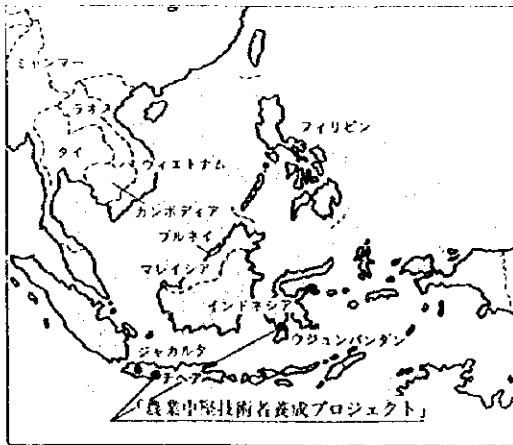 ミャンマー
ラオス
タイ
ヴィエトナム
フィリピン
カンボディア
ブルネイ
マレイシア
インドネシア
ウジュンパンダン
ジャカルタ
チヘア
「農業中堅技術者養成プロジェクト」